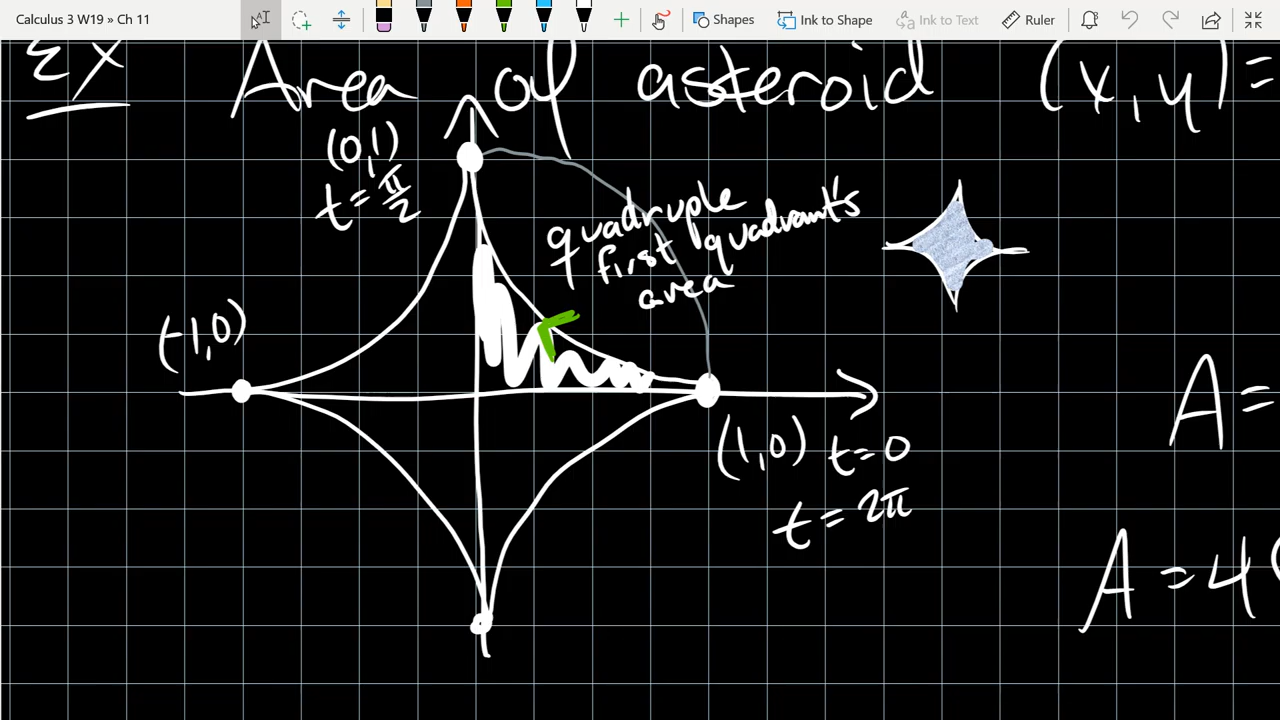 Calculus 3 W19 » Ch 11
Shapes
Ink to Shape
Ink to Text
Ruler
Ex Area of asteroid (x,y)=
(0,1)
t=π/2
quadruple
first quadrant's
area
(-1,0)
(1,0) t=0
t=2π
A=
A=4